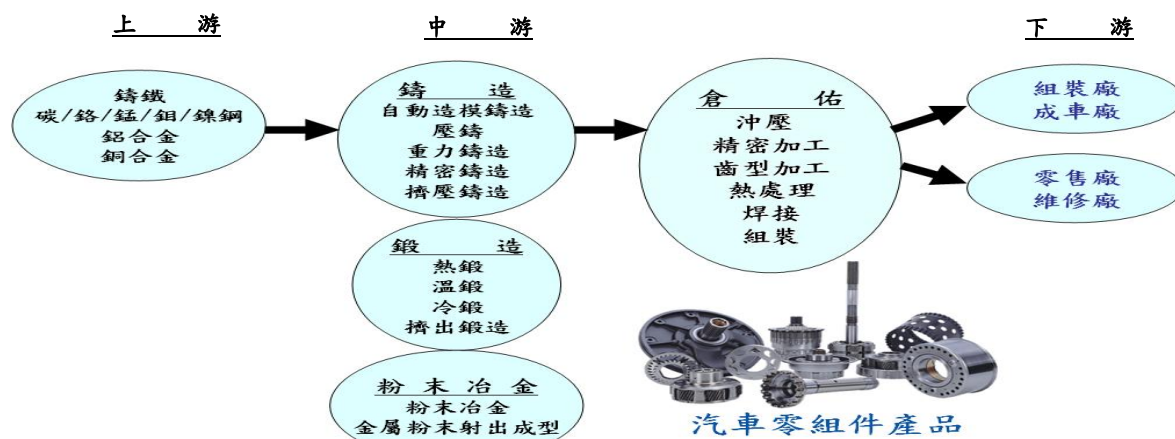 上 游
中 游
下 游
鑄鐵
碳/鉻/錳/鉬/鎳鋼
鋁合金
銅合金
鑄 造
自動造模鑄造
壓鑄
重力鑄造
精密鑄造
擠壓鑄造
鍛 造
熱鍛
溫鍛
冷鍛
擠出鍛造
粉 末 冶 金
粉末冶金
金屬粉末射出成型
倉 佑
沖壓
精密加工
齒型加工
熱處理
焊接
組裝
組裝廠
成車廠
零售廠
維修廠
汽車零組件產品